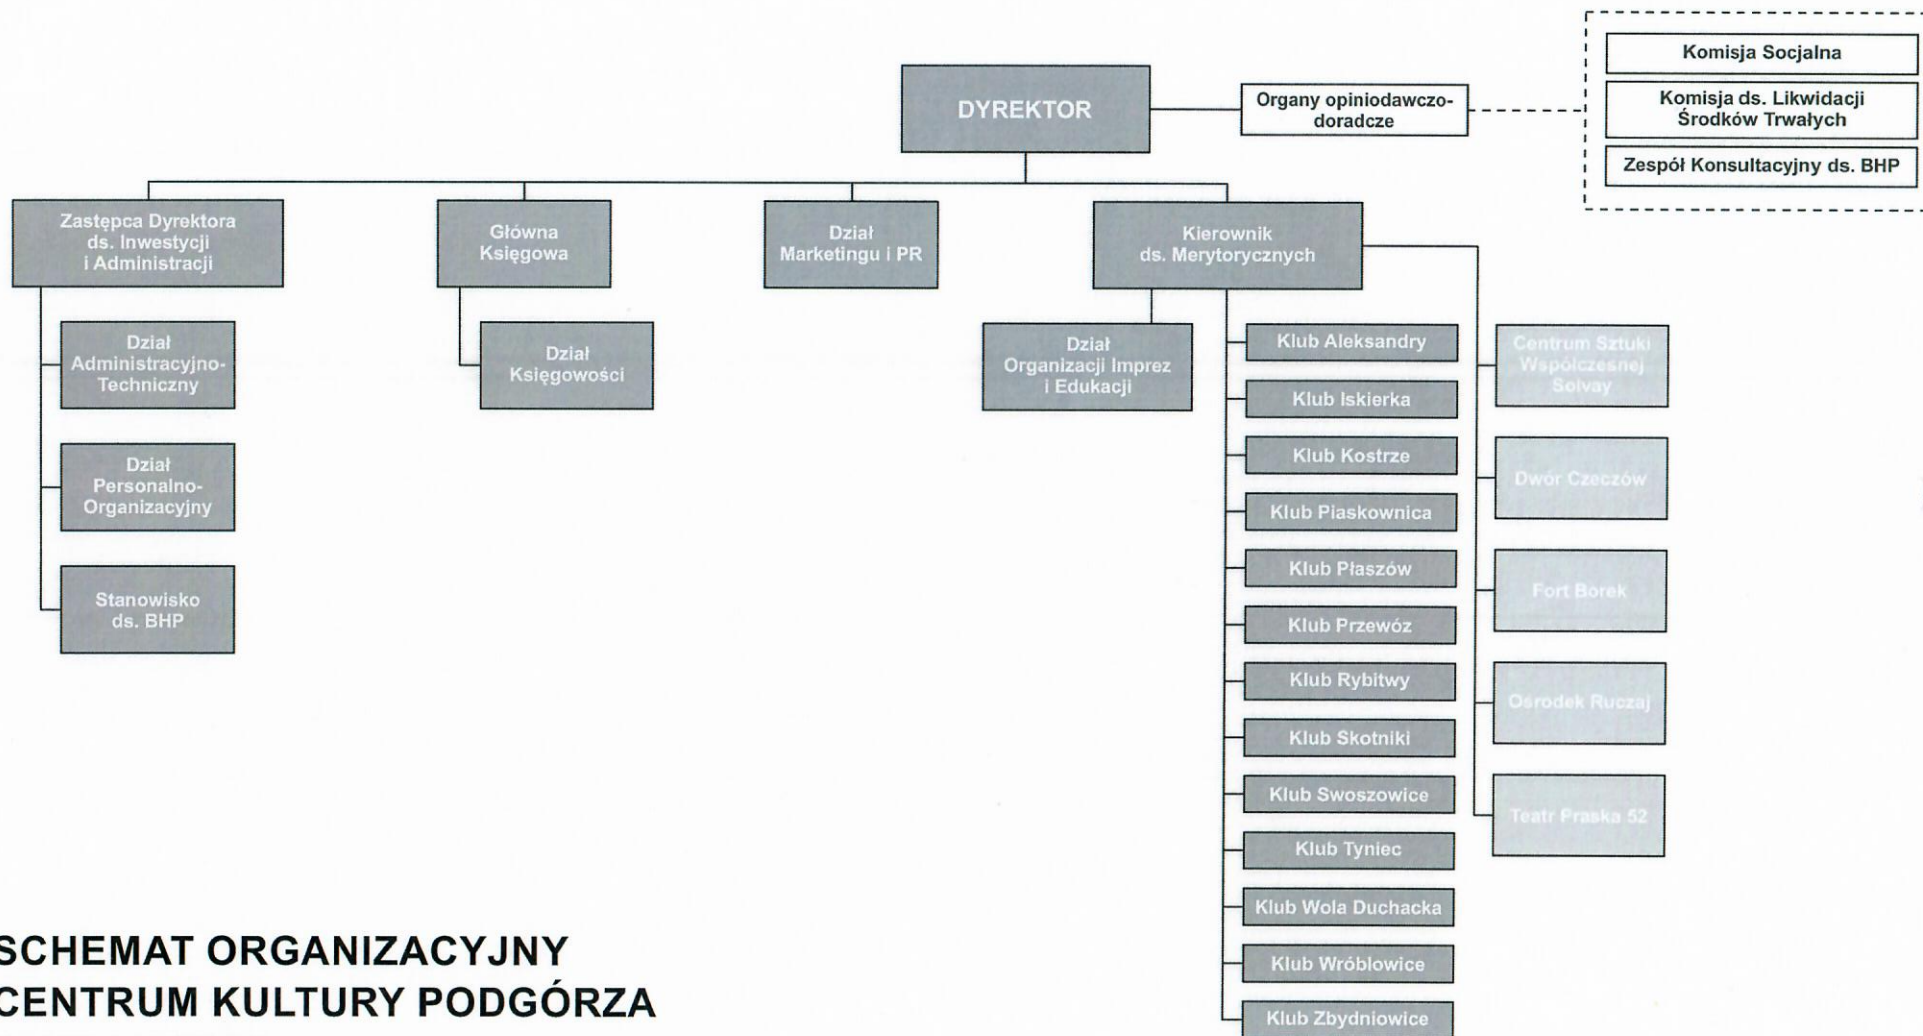 Komisja Socjalna
Komisja ds. Likwidacji
Środków Trwałych
Zespół Konsultacyjny ds. BHP
DYREKTOR
Organy opiniodawczo-
doradcze
Zastępca Dyrektora
ds. Inwestycji
i Administracji
Główna
Księgowa
Dział
Marketingu i PR
Kierownik
ds. Merytorycznych
Dział
Administracyjno-
Techniczny
Dział
Personalno-
Organizacyjny
Stanowisko
ds. BHP
Dział
Księgowości
Dział
Organizacji Imprez
i Edukacji
Klub Aleksandry
Klub Iskierka
Klub Kostrze
Klub Piaskownica
Klub Płaszów
Klub Przewóz
Klub Rybitwy
Klub Skotniki
Klub Swoszowice
Klub Tyniec
Klub Wola Duchacka
Klub Wróblowice
Klub Zbydniowice
Centrum Sztuki
Współczesnej
Solvay
Dwór Czeczów
Fort Borek
Ośrodek Ruczaj
Teatr Praska 52
SCHEMAT ORGANIZACYJNY
CENTRUM KULTURY PODGÓRZA